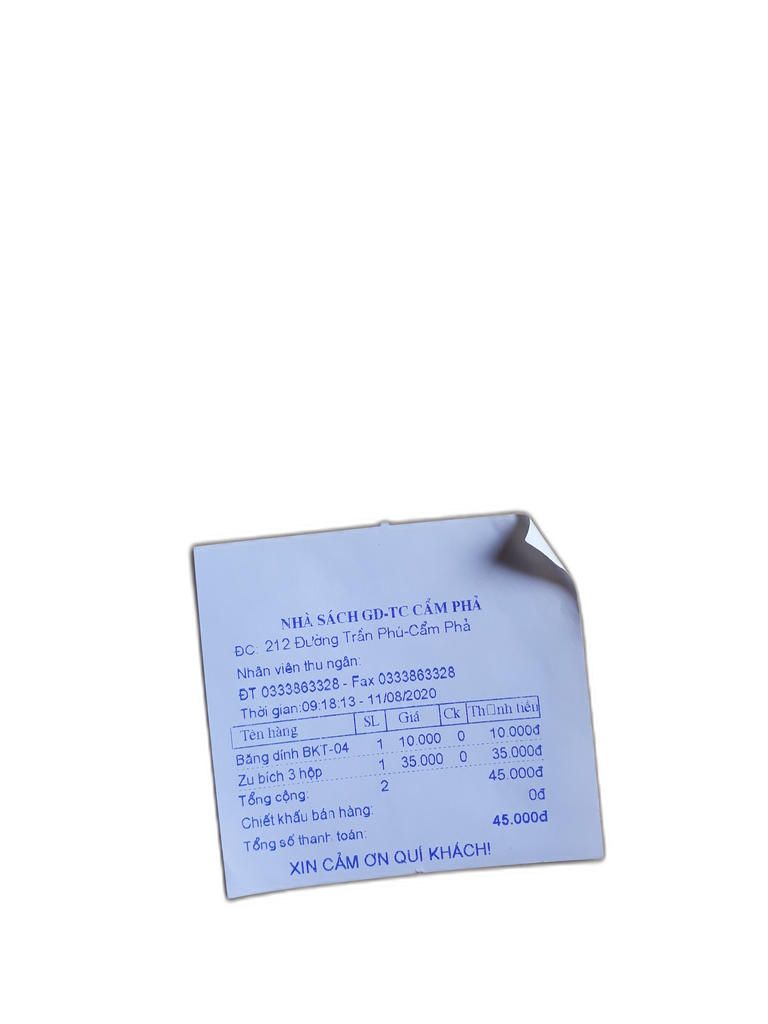 NHÀ SÁCH GD-TC CẨM PHẢ
ĐC: 212 Đường Trần Phú-Cẩm Phả
Nhân viên thu ngân:
ĐT 0333863328 - Fax 0333863328
Thời gian:09:18:13 - 11/08/2020
Tên hàng SL Giá Ck Th□nh tiền
Băng dính BKT-04 1 10.000 0 10.000đ
Zu bích 3 hộp 1 35.000 0 35.000đ
Tổng cộng: 2 45.000đ
Chiết khấu bán hàng: 0đ
Tổng số thanh toán: 45.000đ
XIN CẢM ƠN QUÍ KHÁCH!